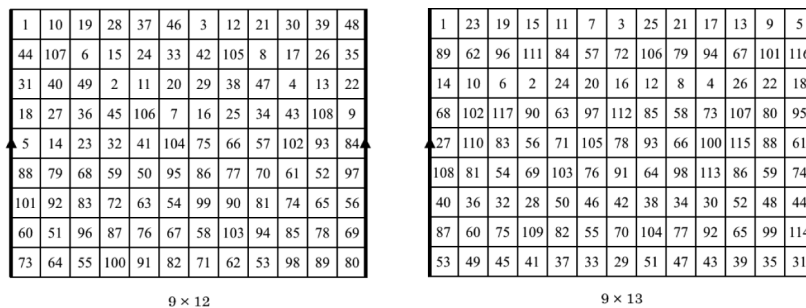 1 10 19 28 37 46 3 12 21 30 39 48
44 107 6 15 24 33 42 105 8 17 26 35
31 40 49 2 11 20 29 38 47 4 13 22
18 27 36 45 106 7 16 25 34 43 108 9
5 14 23 32 41 104 75 66 57 102 93 84
88 79 68 59 50 95 86 77 70 61 52 97
101 92 83 72 63 54 99 90 81 74 65 56
60 51 96 87 76 67 58 103 94 85 78 69
73 64 55 100 91 82 71 62 53 98 89 80
9 × 12
1 23 19 15 11 7 3 25 21 17 13 9 5
89 62 96 111 84 57 72 106 79 94 67 101 116
14 10 6 2 24 20 16 12 8 4 26 22 18
68 102 117 90 63 97 112 85 58 73 107 80 95
27 110 83 56 71 105 78 93 66 100 115 88 61
108 81 54 69 103 76 91 64 98 113 86 59 74
40 36 32 28 50 46 42 38 34 30 52 48 44
87 60 75 109 82 55 70 104 77 92 65 99 114
53 49 45 41 37 33 29 51 47 43 39 35 31
9 × 13